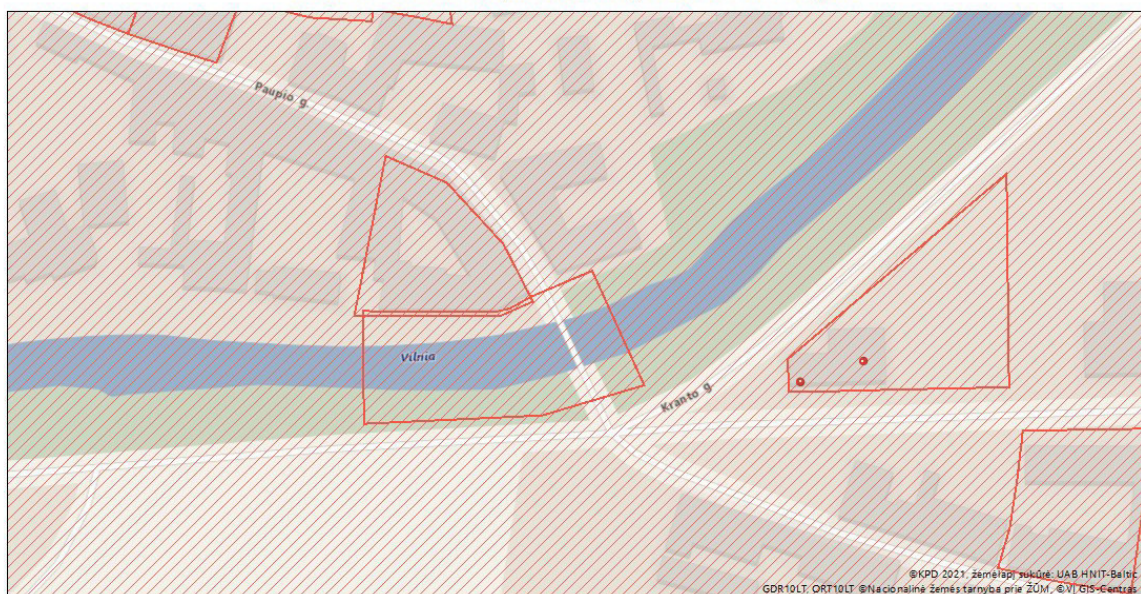 Paupio g.
Vilnia
Kranto g.
©KPD 2021, žemėlapį sukūrė: UAB HNIT-Baltic
GDR10LT, ORT10LT ©Nacionalinė žemės tarnyba prie ŽŪM, ©VĮ GIS-Centras